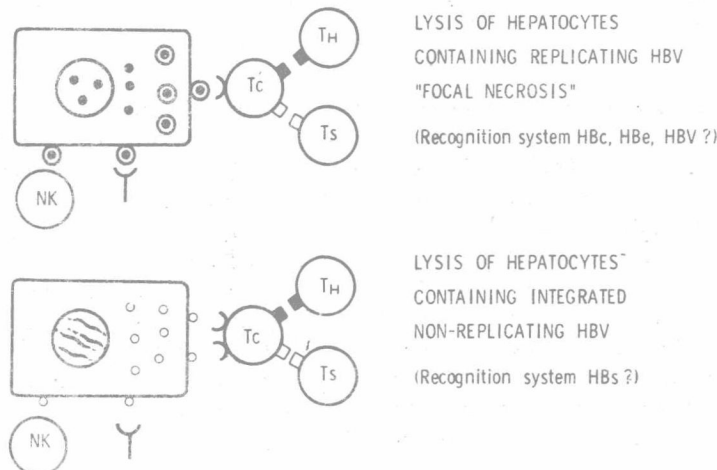 TH
Tc
Ts
NK
LYSIS OF HEPATOCYTES
CONTAINING REPLICATING HBV
"FOCAL NECROSIS"
(Recognition system HBc, HBe, HBV ?)
TH
Tc
Ts
NK
LYSIS OF HEPATOCYTES
CONTAINING INTEGRATED
NON-REPLICATING HBV
(Recognition system HBs ?)